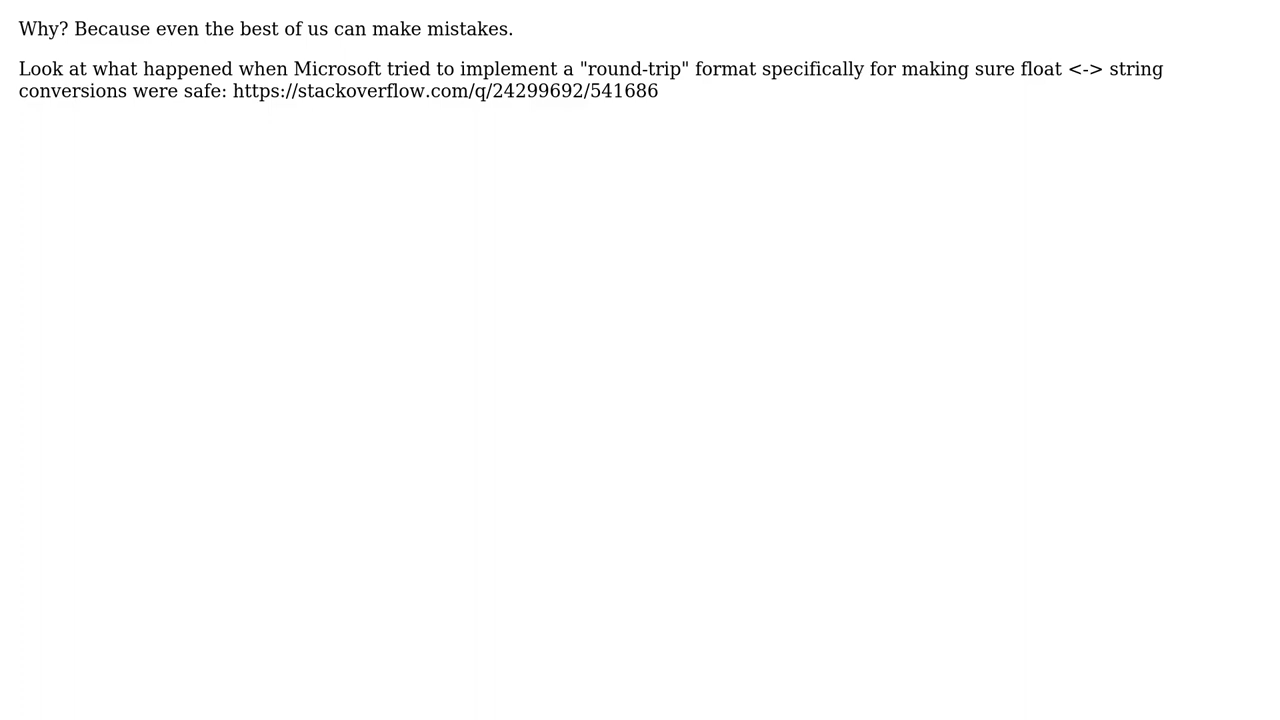 Why? Because even the best of us can make mistakes.
Look at what happened when Microsoft tried to implement a "round-trip" format specifically for making sure float <-> string
conversions were safe: https://stackoverflow.com/q/24299692/541686